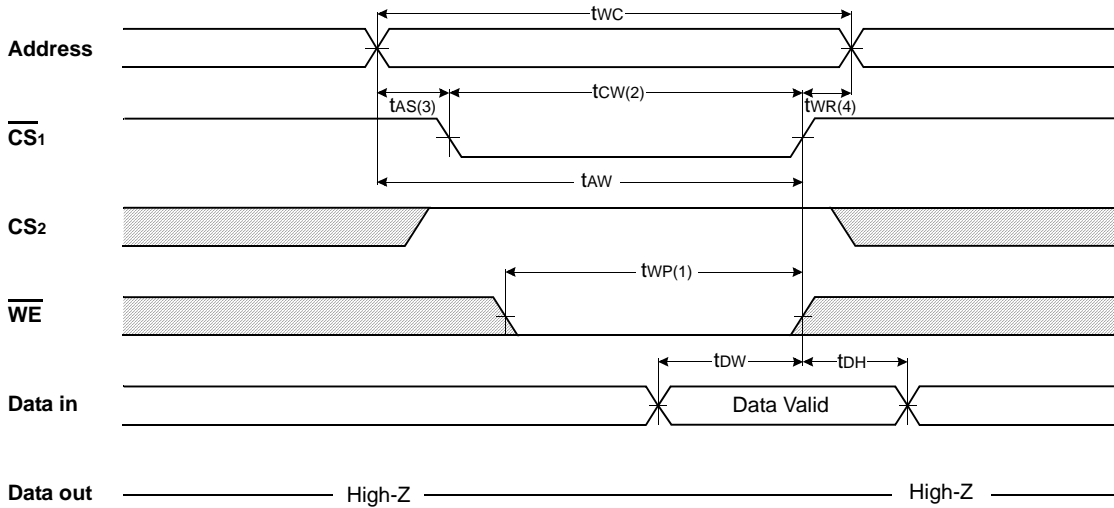 tWC
Address
tAS(3)
tCW(2)
tWR(4)
CS1
tAW
CS2
tWP(1)
WE
tDW
tDH
Data in
Data Valid
Data out
High-Z
High-Z